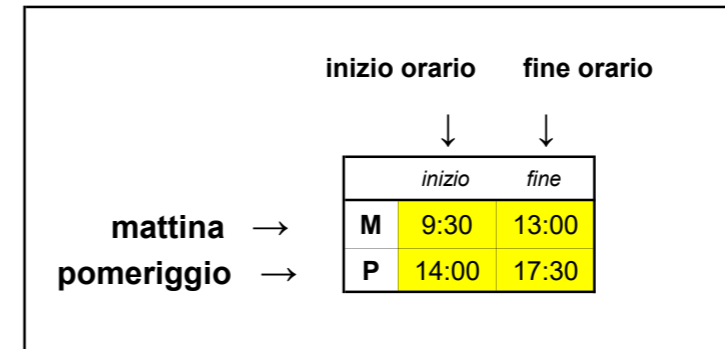 inizio orario fine orario
↓ ↓
inizio fine
mattina → M 9:30 13:00
pomeriggio → P 14:00 17:30